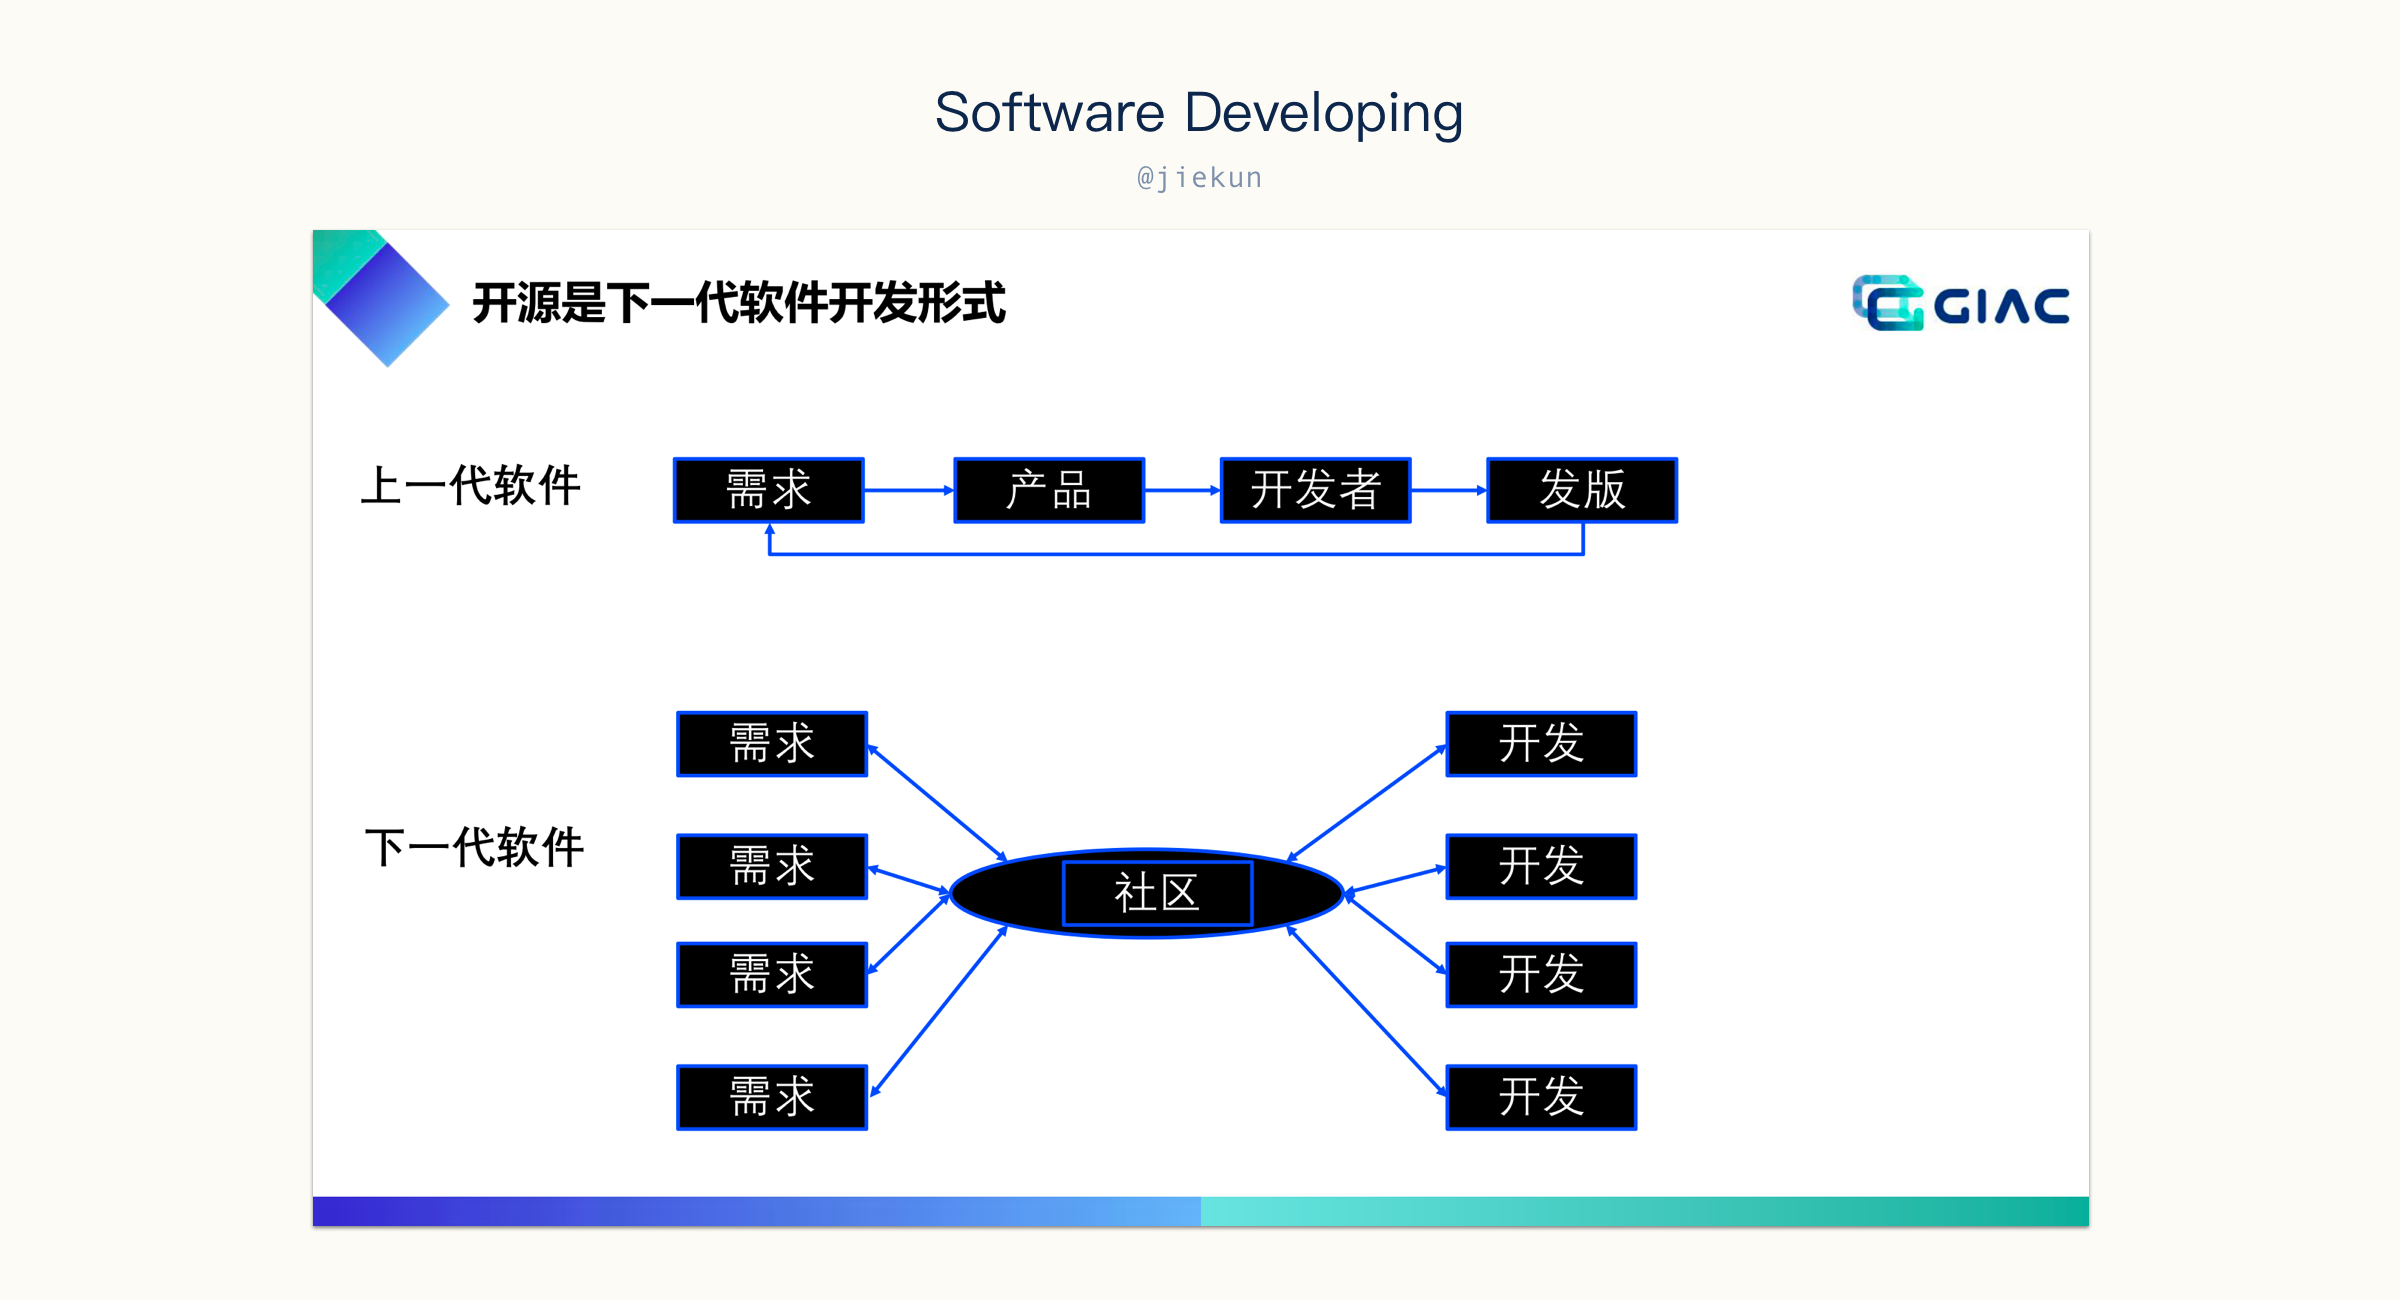 Software Developing
@jiekun
开源是下一代软件开发形式
GIAC
上一代软件
需求
产品
开发者
发版
下一代软件
需求
开发
需求
开发
社区
需求
开发
需求
开发